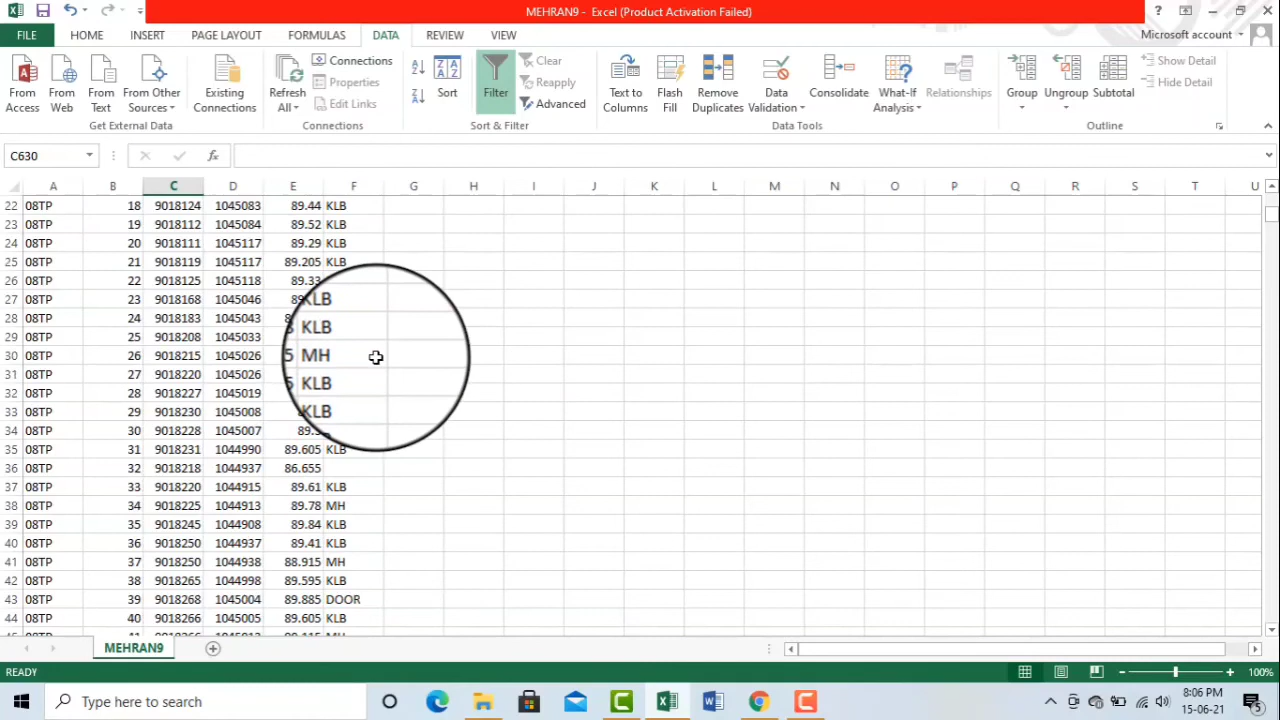 MEHRAN9 - Excel (Product Activation Failed)
FILE HOME INSERT PAGE LAYOUT FORMULAS DATA REVIEW VIEW Microsoft account
From Access From Web From Text From Other Sources Existing Connections Refresh All Connections Properties Edit Links Sort Filter Clear Reapply Advanced Text to Columns Flash Fill Remove Duplicates Data Validation Consolidate What-If Analysis Relationships Group Ungroup Subtotal Show Detail Hide Detail
Get External Data Connections Sort & Filter Data Tools Outline
C630 fx
A B C D E F G H I J K L M N O P Q R S T U
22 08TP 18 9018124 1045083 89.44 KLB
23 08TP 19 9018112 1045084 89.52 KLB
24 08TP 20 9018111 1045117 89.29 KLB
25 08TP 21 9018119 1045117 89.205 KLB
26 08TP 22 9018125 1045118 89.33
27 08TP 23 9018168 1045046 KLB
28 08TP 24 9018183 1045043 KLB
29 08TP 25 9018208 1045033
30 08TP 26 9018215 1045026 5 MH
31 08TP 27 9018220 1045026 5 KLB
32 08TP 28 9018227 1045019
33 08TP 29 9018230 1045008 KLB
34 08TP 30 9018228 1045007
35 08TP 31 9018231 1044990 89.605 KLB
36 08TP 32 9018218 1044937 86.655
37 08TP 33 9018220 1044915 89.61 KLB
38 08TP 34 9018225 1044913 89.78 MH
39 08TP 35 9018245 1044908 89.84 KLB
40 08TP 36 9018250 1044937 89.41 KLB
41 08TP 37 9018250 1044938 88.915 MH
42 08TP 38 9018265 1044998 89.595 KLB
43 08TP 39 9018268 1045004 89.885 DOOR
44 08TP 40 9018266 1045005 89.605 KLB
MEHRAN9
READY 100%
Type here to search
8:06 PM
15-06-21
5